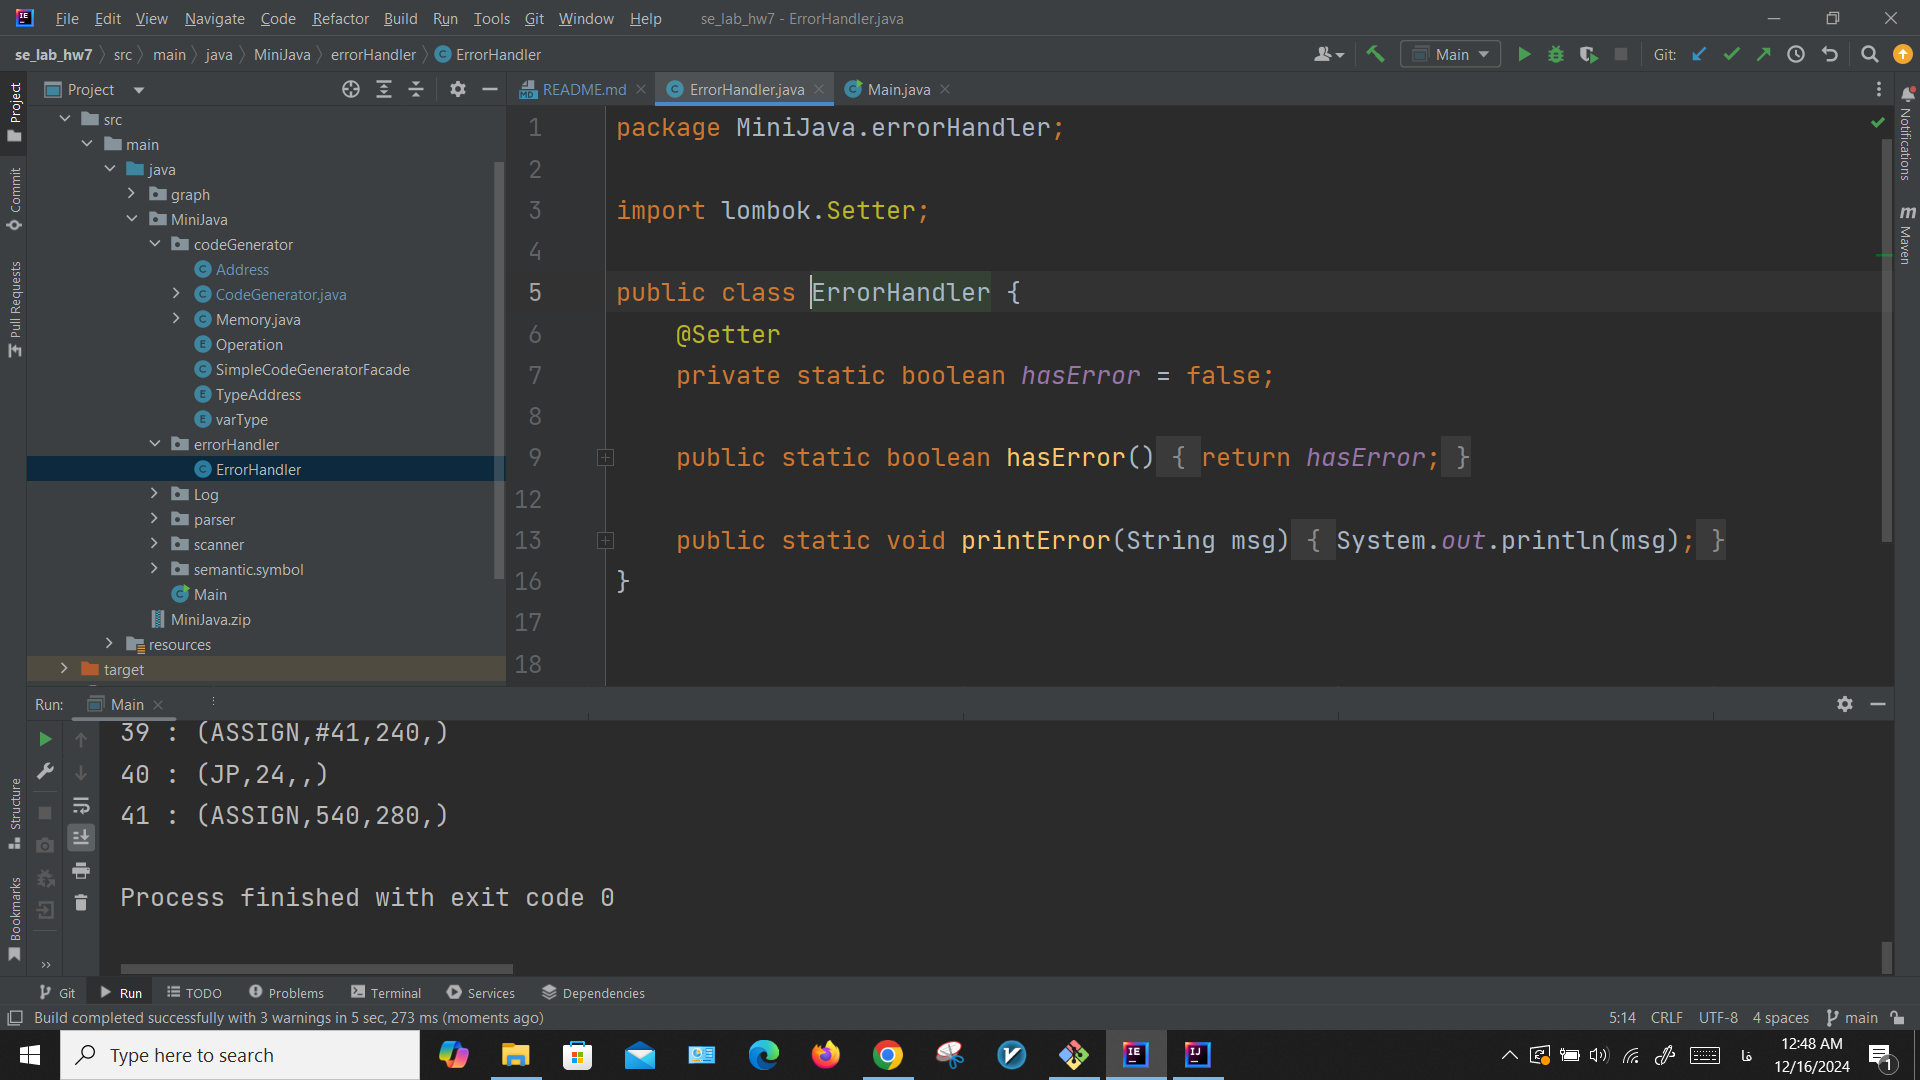 File Edit View Navigate Code Refactor Build Run Tools Git Window Help se_lab_hw7 - ErrorHandler.java
se_lab_hw7 src main java MiniJava errorHandler ErrorHandler Main Git:
Project
README.md ErrorHandler.java Main.java
src
main
java
graph
MiniJava
codeGenerator
Address
CodeGenerator.java
Memory.java
Operation
SimpleCodeGeneratorFacade
TypeAddress
varType
errorHandler
ErrorHandler
Log
parser
scanner
semantic.symbol
Main
MiniJava.zip
resources
target
Project
Commit
Pull Requests
Structure
Bookmarks
1 package MiniJava.errorHandler;
2
3 import lombok.Setter;
4
5 public class ErrorHandler {
6 @Setter
7 private static boolean hasError = false;
8
9 public static boolean hasError() { return hasError; }
12
13 public static void printError(String msg) { System.out.println(msg); }
16 }
17
18
Notifications
Maven
Run: Main
39 : (ASSIGN,#41,240,)
40 : (JP,24,,)
41 : (ASSIGN,540,280,)
Process finished with exit code 0
Git Run TODO Problems Terminal Services Dependencies
Build completed successfully with 3 warnings in 5 sec, 273 ms (moments ago) 5:14 CRLF UTF-8 4 spaces main
Type here to search
فا
12:48 AM
12/16/2024
1